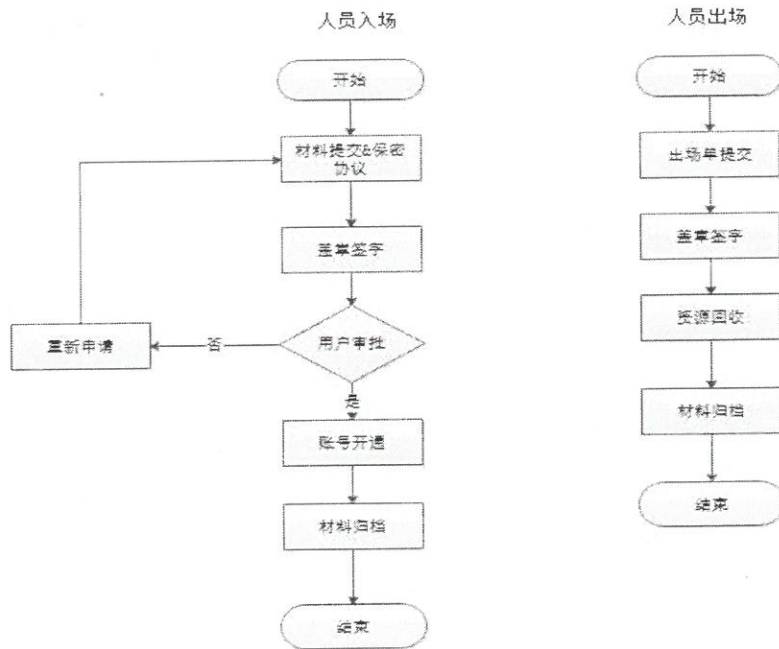 人员入场
开始
材料提交&保密
协议
盖章签字
用户审批
否
重新申请
是
账号开通
材料归档
结束
人员出场
开始
出场单提交
盖章签字
资源回收
材料归档
结束